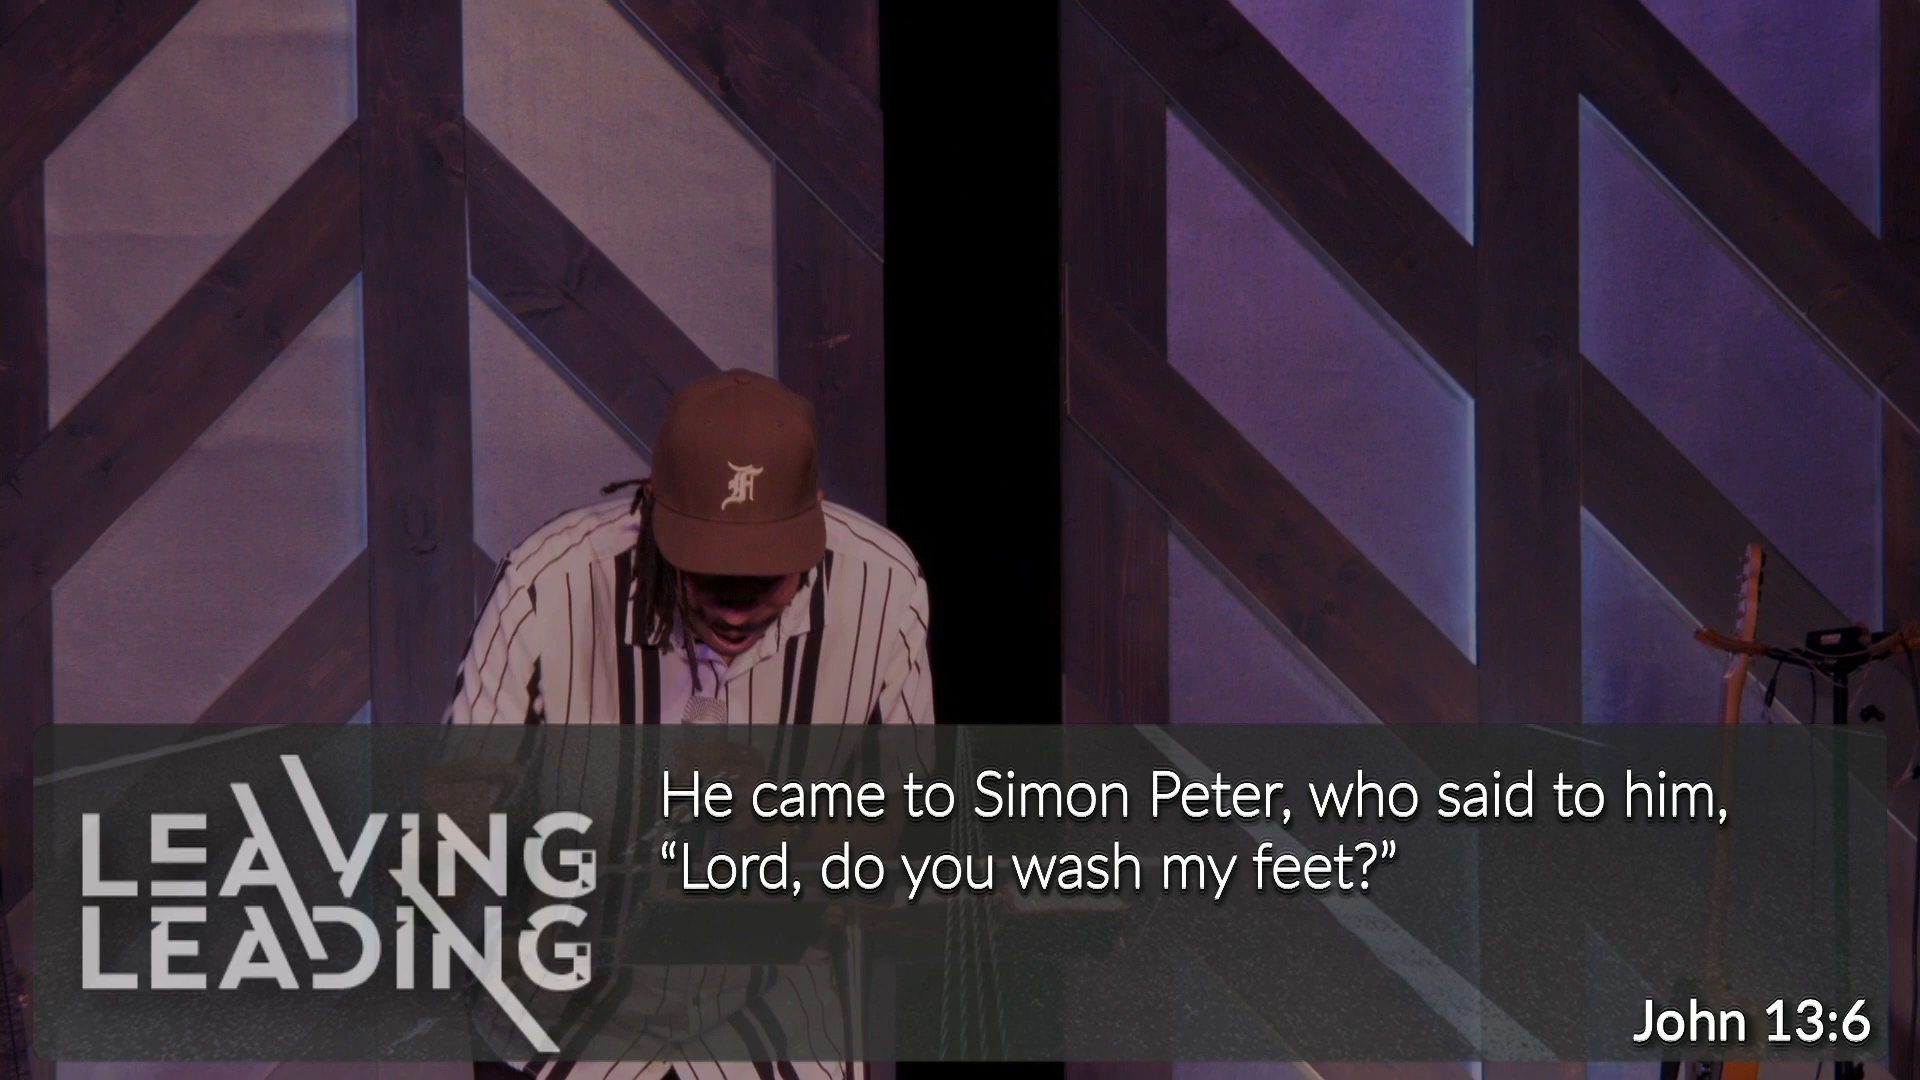 F
LEAVING
LEADING
He came to Simon Peter, who said to him,
“Lord, do you wash my feet?”
John 13:6